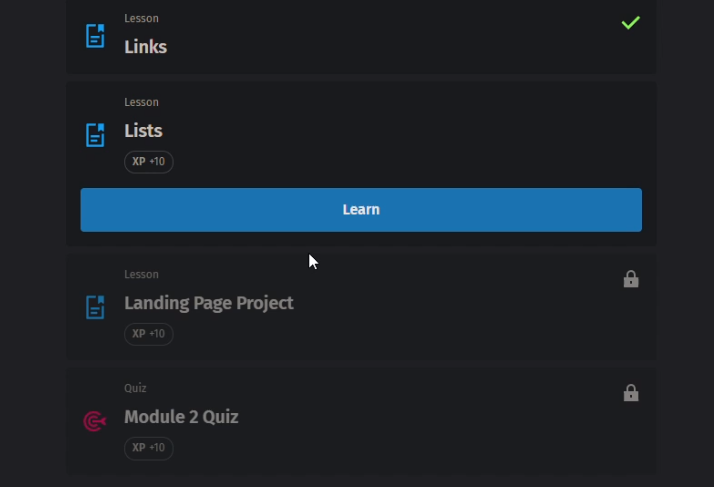 Lesson
Links
Lesson
Lists
XP +10
Learn
Lesson
Landing Page Project
XP +10
Quiz
Module 2 Quiz
XP +10